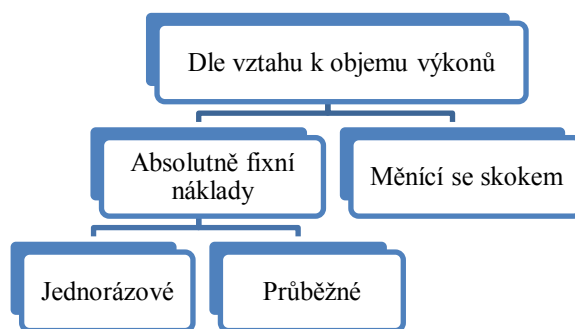 Dle vztahu k objemu výkonů
Absolutně fixní
náklady
Měnící se skokem
Jednorázové
Průběžné